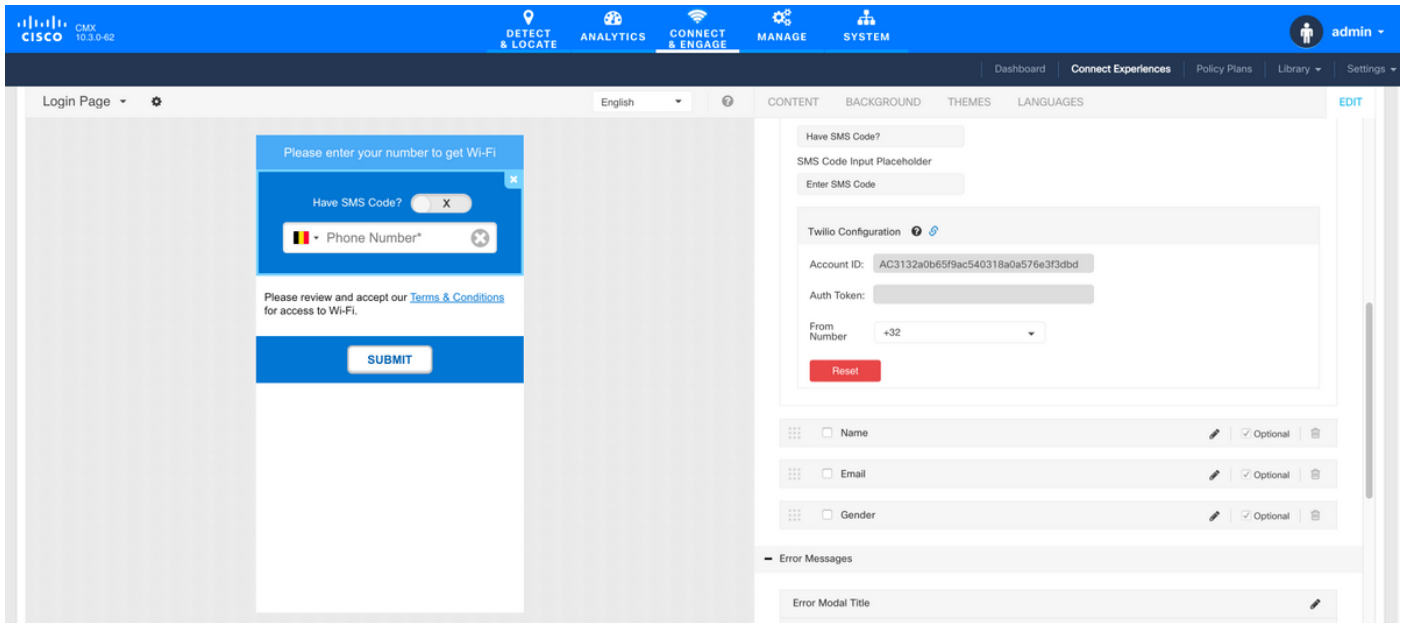 CISCO
CMX
10.3.0-62
DETECT
& LOCATE
ANALYTICS
CONNECT
& ENGAGE
MANAGE
SYSTEM
admin
Dashboard
Connect Experiences
Policy Plans
Library
Settings
Login Page
English
CONTENT
BACKGROUND
THEMES
LANGUAGES
EDIT
Please enter your number to get Wi-Fi
Have SMS Code?
X
Phone Number*
Please review and accept our Terms & Conditions
for access to Wi-Fi.
SUBMIT
Have SMS Code?
SMS Code Input Placeholder
Enter SMS Code
Twilio Configuration
Account ID: AC3132a0b65f9ac540318a0a576e3f3dbd
Auth Token:
From
Number
+32
Reset
Name
Optional
Email
Optional
Gender
Optional
Error Messages
Error Modal Title